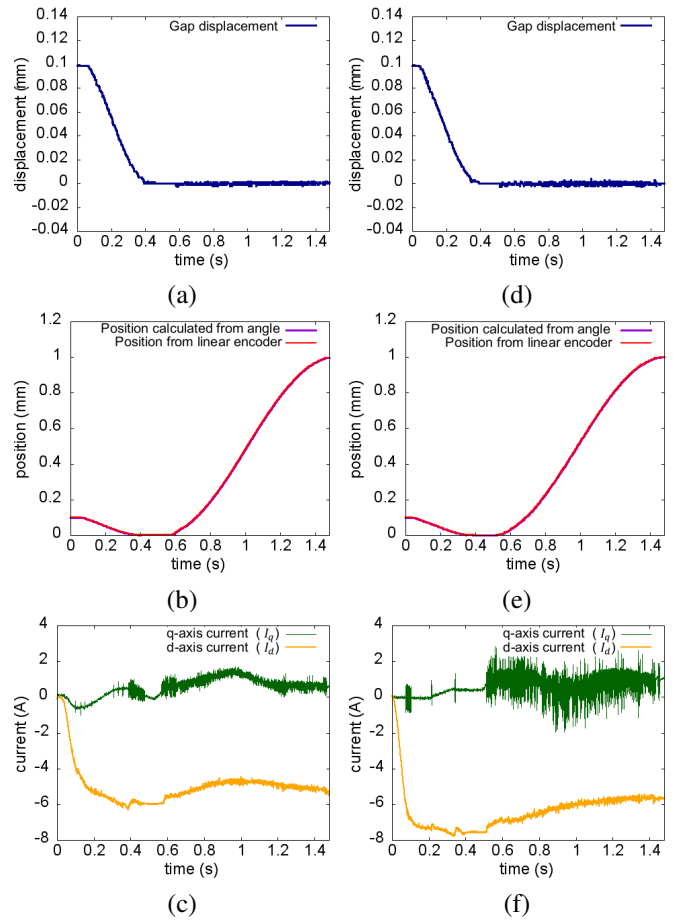 Gap displacement
0.14
0.12
0.1
0.08
0.06
0.04
0.02
0
-0.02
-0.04
displacement (mm)
0 0.2 0.4 0.6 0.8 1 1.2 1.4
time (s)
(a)
Gap displacement
0.14
0.12
0.1
0.08
0.06
0.04
0.02
0
-0.02
-0.04
displacement (mm)
0 0.2 0.4 0.6 0.8 1 1.2 1.4
time (s)
(d)
Position calculated from angle
Position from linear encoder
1.2
1
0.8
0.6
0.4
0.2
0
position (mm)
0 0.2 0.4 0.6 0.8 1 1.2 1.4
time (s)
(b)
Position calculated from angle
Position from linear encoder
1.2
1
0.8
0.6
0.4
0.2
0
position (mm)
0 0.2 0.4 0.6 0.8 1 1.2 1.4
time (s)
(e)
q-axis current ( I_q)
d-axis current ( I_d)
4
2
0
-2
-4
-6
-8
current (A)
0 0.2 0.4 0.6 0.8 1 1.2 1.4
time (s)
(c)
q-axis current ( I_q)
d-axis current ( I_d)
4
2
0
-2
-4
-6
-8
current (A)
0 0.2 0.4 0.6 0.8 1 1.2 1.4
time (s)
(f)